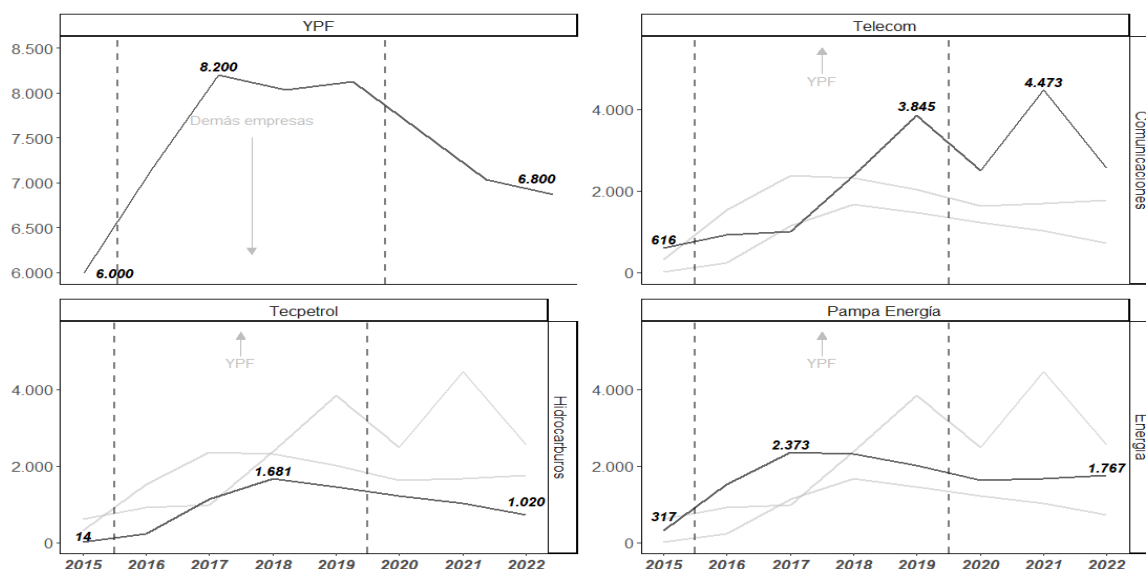 YPF
8.500
8.000
7.500
7.000
6.500
6.000
8.200
Demás empresas
6.800
6.000
Telecom
YPF
4.473
4.000
3.845
2.000
616
0
Comunicaciones
Tecpetrol
YPF
4.000
2.000
1.681
1.020
14
0
Hidrocarburos
2015 2016 2017 2018 2019 2020 2021 2022
Pampa Energía
YPF
4.000
2.373
2.000
1.767
317
0
Energía
2015 2016 2017 2018 2019 2020 2021 2022